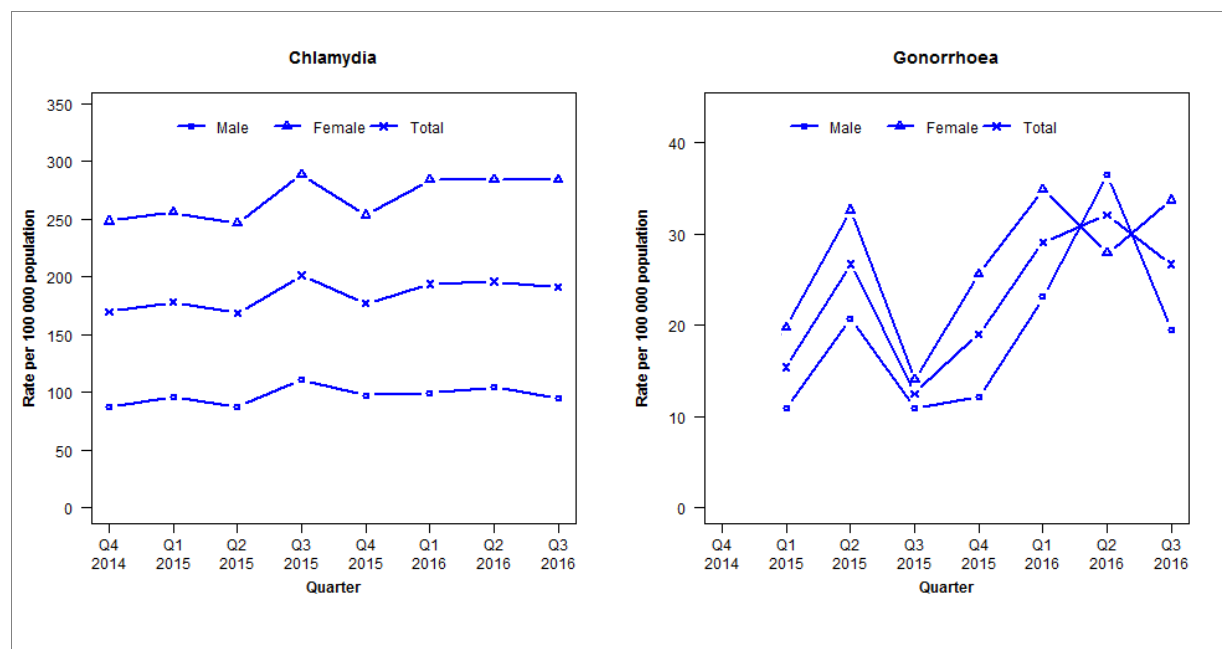 Chlamydia
Male Female Total
Rate per 100 000 population
350
300
250
200
150
100
50
0
Q4 Q1 Q2 Q3 Q4 Q1 Q2 Q3
2014 2015 2015 2015 2015 2016 2016 2016
Quarter
Gonorrhoea
Male Female Total
Rate per 100 000 population
40
30
20
10
0
Q4 Q1 Q2 Q3 Q4 Q1 Q2 Q3
2014 2015 2015 2015 2015 2016 2016 2016
Quarter